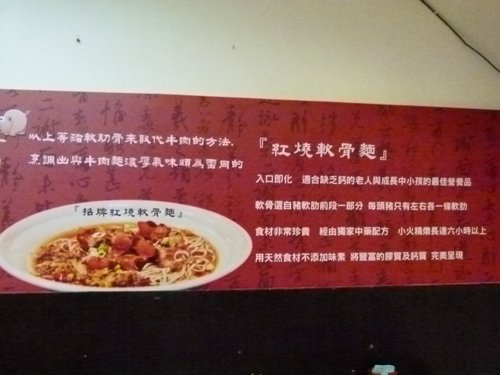 以上等豬軟肋骨來取代牛肉的方法,
烹調出與牛肉麵濃厚氣味頗為雷同的
『招牌紅燒軟骨麵』
『紅燒軟骨麵』
入口即化 適合缺乏鈣的老人與成長中小孩的最佳營養品
軟骨選自豬軟肋前段一部分 每頭豬只有左右各一條軟肋
食材非常珍貴 經由獨家中藥配方 小火精燉長達六小時以上
用天然食材不添加味素 將豐富的膠質及鈣質 完美呈現